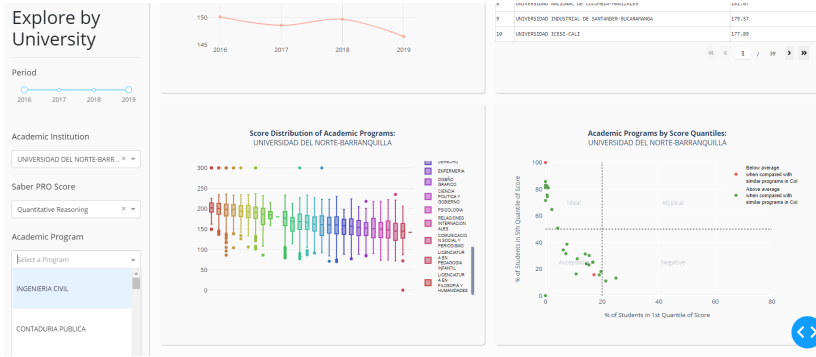 Explore by
University
Period
2016 2017 2018 2019
Academic Institution
UNIVERSIDAD DEL NORTE-BARR...
Saber PRO Score
Quantitative Reasoning
Academic Program
Select a Program
INGENIERIA CIVIL
CONTADURIA PUBLICA
150
145
2016 2017 2018 2019
9 UNIVERSIDAD INDUSTRIAL DE SANTANDER-BUCARAMANGA 179.57
10 UNIVERSIDAD ICESI-CALI 177.89
« ‹ 1 / › »
Score Distribution of Academic Programs:
UNIVERSIDAD DEL NORTE-BARRANQUILLA
300
250
200
150
100
50
0
DERECHO
ENFERMERIA
DISEÑO
GRAFICO
CIENCIA
POLITICA Y
GOBIERNO
PSICOLOGIA
RELACIONES
INTERNACION
ALES
COMUNICACIO
N SOCIAL Y
PERIODISMO
LICENCIATUR
A EN
PEDAGOGIA
INFANTIL
LICENCIATUR
A EN
FILOSOFIA Y
HUMANIDADES
Academic Programs by Score Quantiles:
UNIVERSIDAD DEL NORTE-BARRANQUILLA
% of Students in 5th Quantile of Score
100
80
60
40
20
0
Ideal
Atypical
Acceptable
Negative
0 20 40 60 80
% of Students in 1st Quantile of Score
Below average
when compared with
similar programs in Col
Above average
when compared with
similar programs in Col